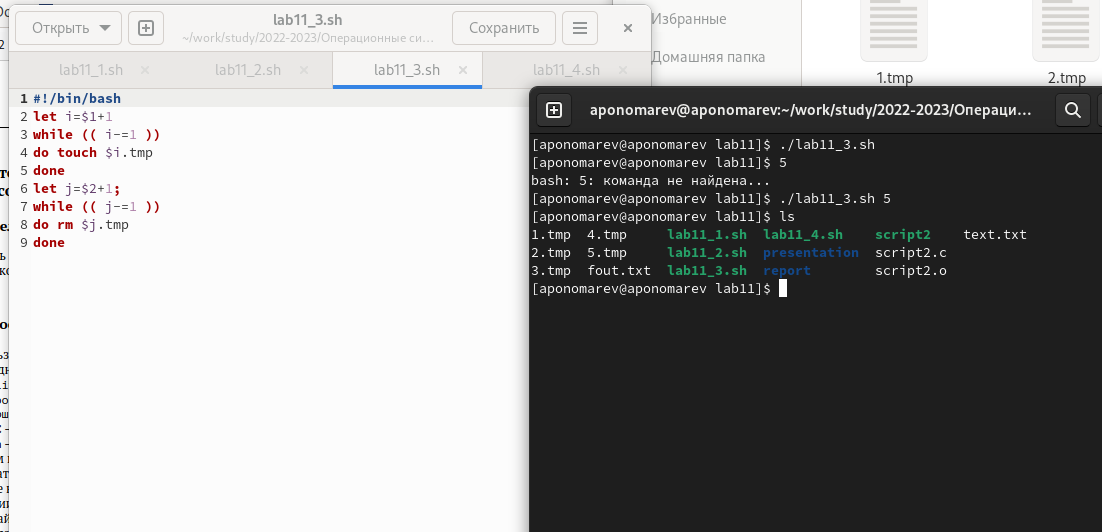 Открыть
lab11_3.sh
~/work/study/2022-2023/Операционные си...
Сохранить
lab11_1.sh
lab11_2.sh
lab11_3.sh
lab11_4.sh
1 #!/bin/bash
2 let i=$1+1
3 while (( i-=1 ))
4 do touch $i.tmp
5 done
6 let j=$2+1;
7 while (( j-=1 ))
8 do rm $j.tmp
9 done
Избранные
Домашняя папка
1.tmp
2.tmp
aponomarev@aponomarev:~/work/study/2022-2023/Операци...
[aponomarev@aponomarev lab11]$ ./lab11_3.sh
[aponomarev@aponomarev lab11]$ 5
bash: 5: команда не найдена...
[aponomarev@aponomarev lab11]$ ./lab11_3.sh 5
[aponomarev@aponomarev lab11]$ ls
1.tmp 4.tmp lab11_1.sh lab11_4.sh script2 text.txt
2.tmp 5.tmp lab11_2.sh presentation script2.c
3.tmp fout.txt lab11_3.sh report script2.o
[aponomarev@aponomarev lab11]$